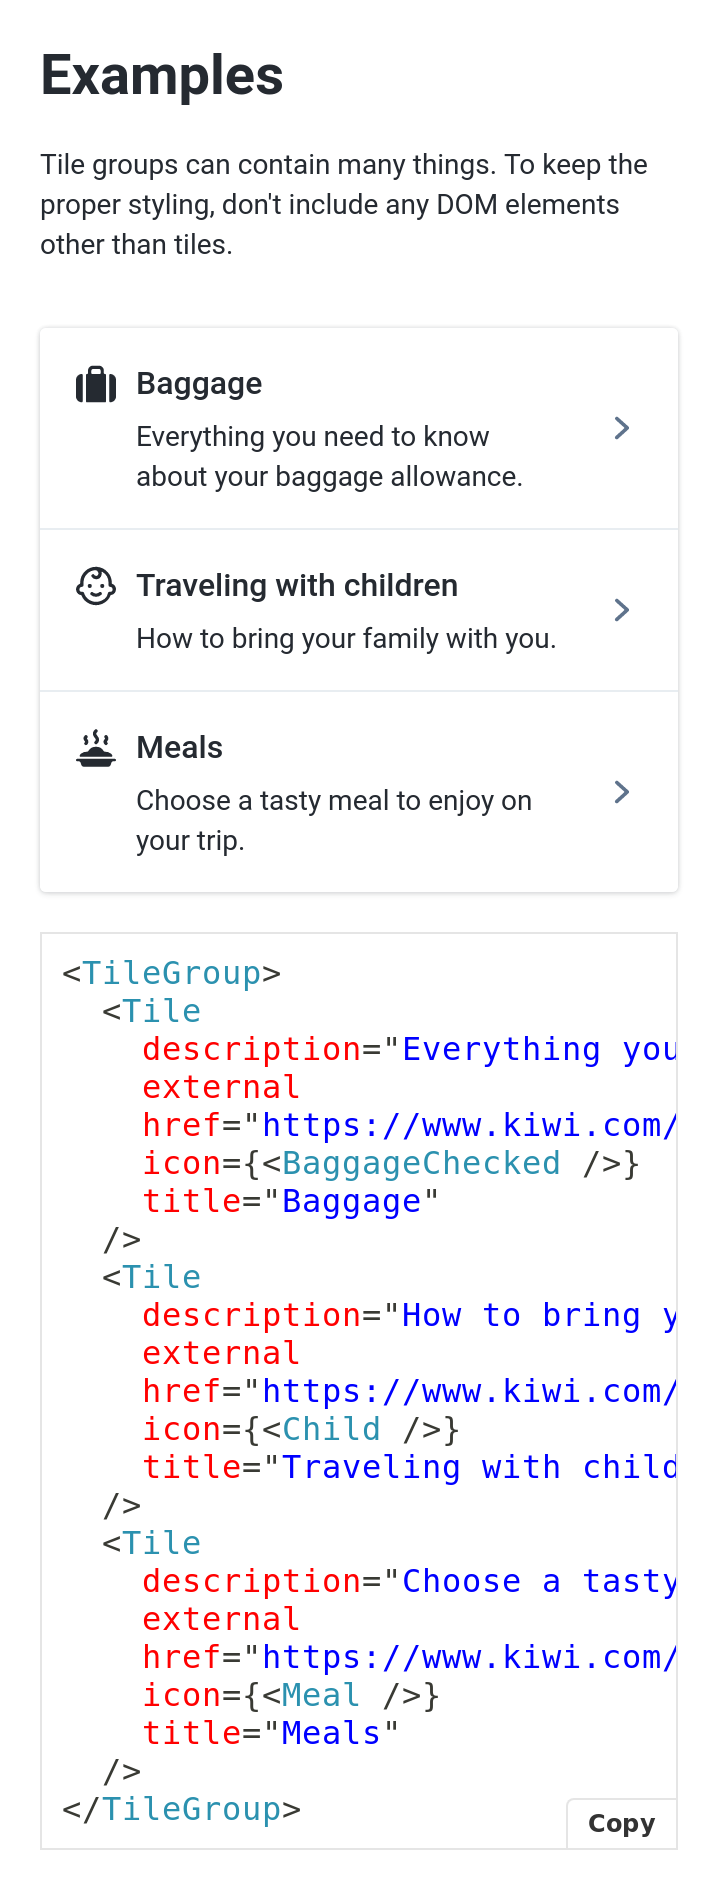 Examples
Tile groups can contain many things. To keep the
proper styling, don't include any DOM elements
other than tiles.
Baggage
Everything you need to know
about your baggage allowance.
Traveling with children
How to bring your family with you.
Meals
Choose a tasty meal to enjoy on
your trip.
<TileGroup>
  <Tile
    description="Everything you
    external
    href="https://www.kiwi.com/
    icon={<BaggageChecked />}
    title="Baggage"
  />
  <Tile
    description="How to bring y
    external
    href="https://www.kiwi.com/
    icon={<Child />}
    title="Traveling with child
  />
  <Tile
    description="Choose a tasty
    external
    href="https://www.kiwi.com/
    icon={<Meal />}
    title="Meals"
  />
</TileGroup>
Copy